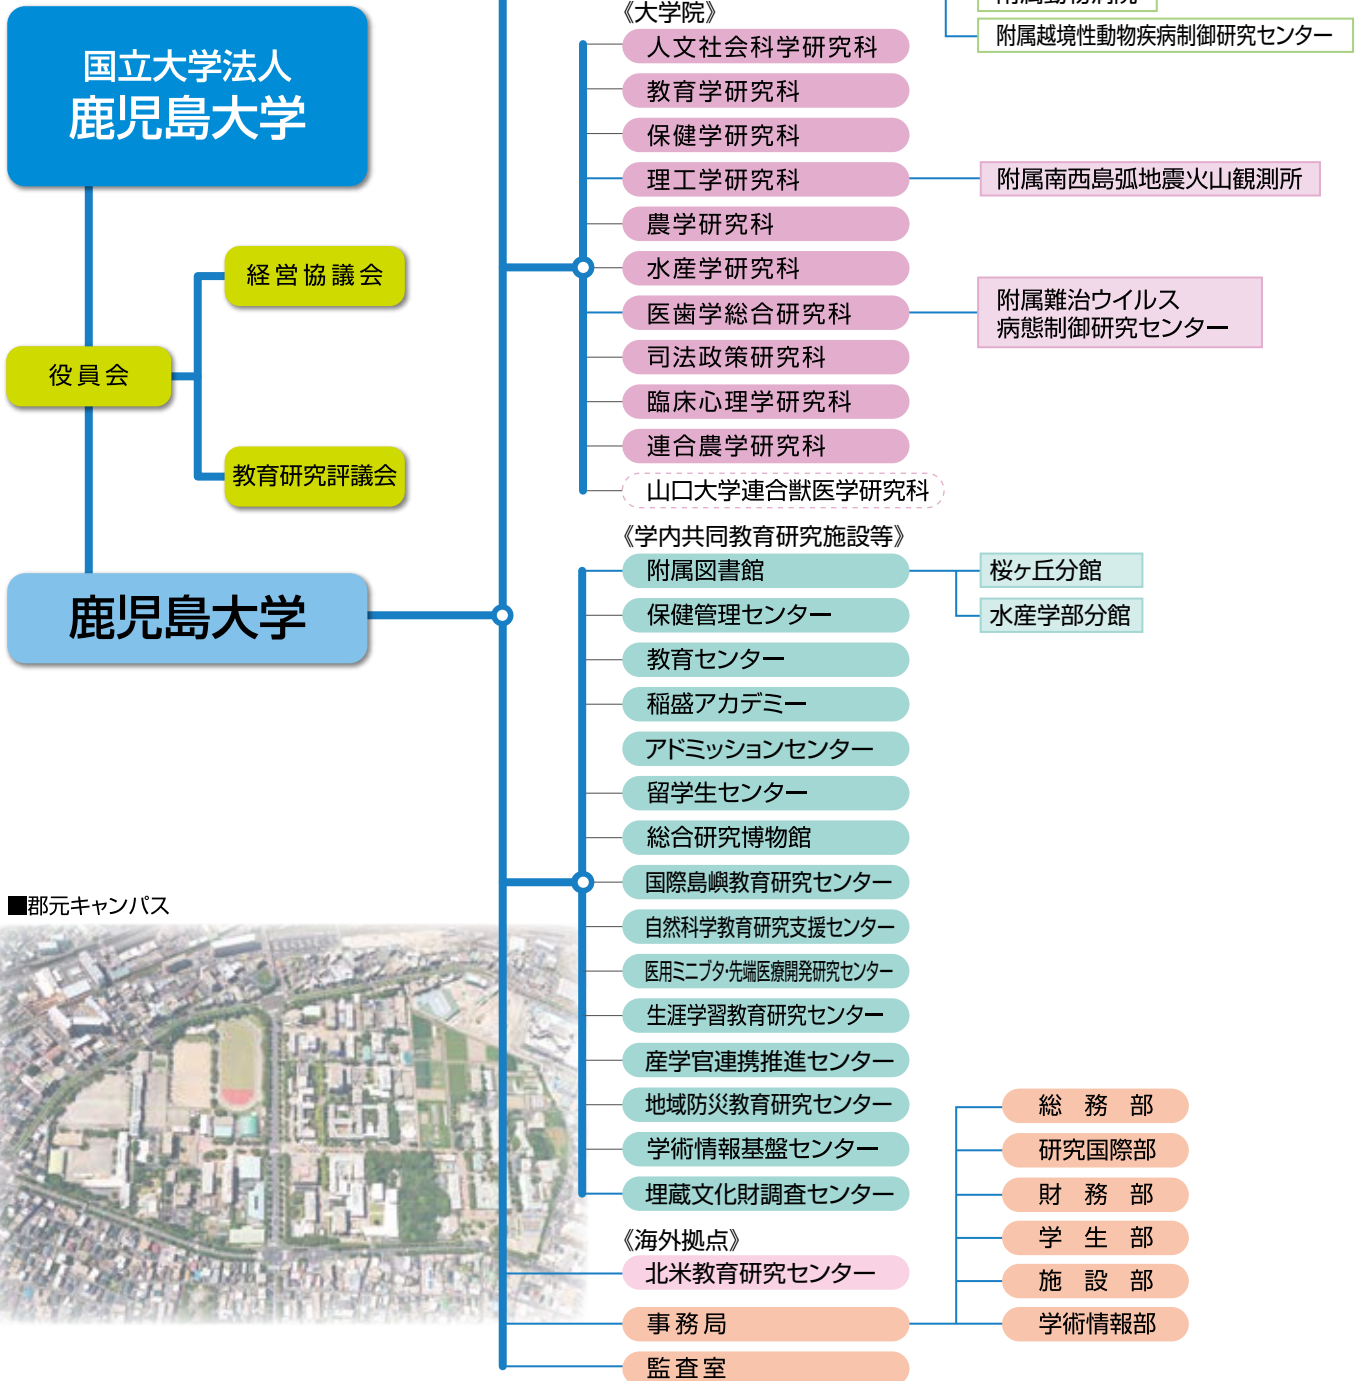 国立大学法人
鹿児島大学
経営協議会
役員会
教育研究評議会
鹿児島大学
■郡元キャンパス
《大学院》
人文社会科学研究科
教育学研究科
保健学研究科
理工学研究科
農学研究科
水産学研究科
医歯学総合研究科
司法政策研究科
臨床心理学研究科
連合農学研究科
山口大学連合獣医学研究科
附属越境性動物疾病制御研究センター
附属南西島弧地震火山観測所
附属難治ウイルス
病態制御研究センター
《学内共同教育研究施設等》
附属図書館
保健管理センター
教育センター
稲盛アカデミー
アドミッションセンター
留学生センター
総合研究博物館
国際島嶼教育研究センター
自然科学教育研究支援センター
医用ミニブタ・先端医療開発研究センター
生涯学習教育研究センター
産学官連携推進センター
地域防災教育研究センター
学術情報基盤センター
埋蔵文化財調査センター
桜ヶ丘分館
水産学部分館
《海外拠点》
北米教育研究センター
事務局
監査室
総務部
研究国際部
財務部
学生部
施設部
学術情報部